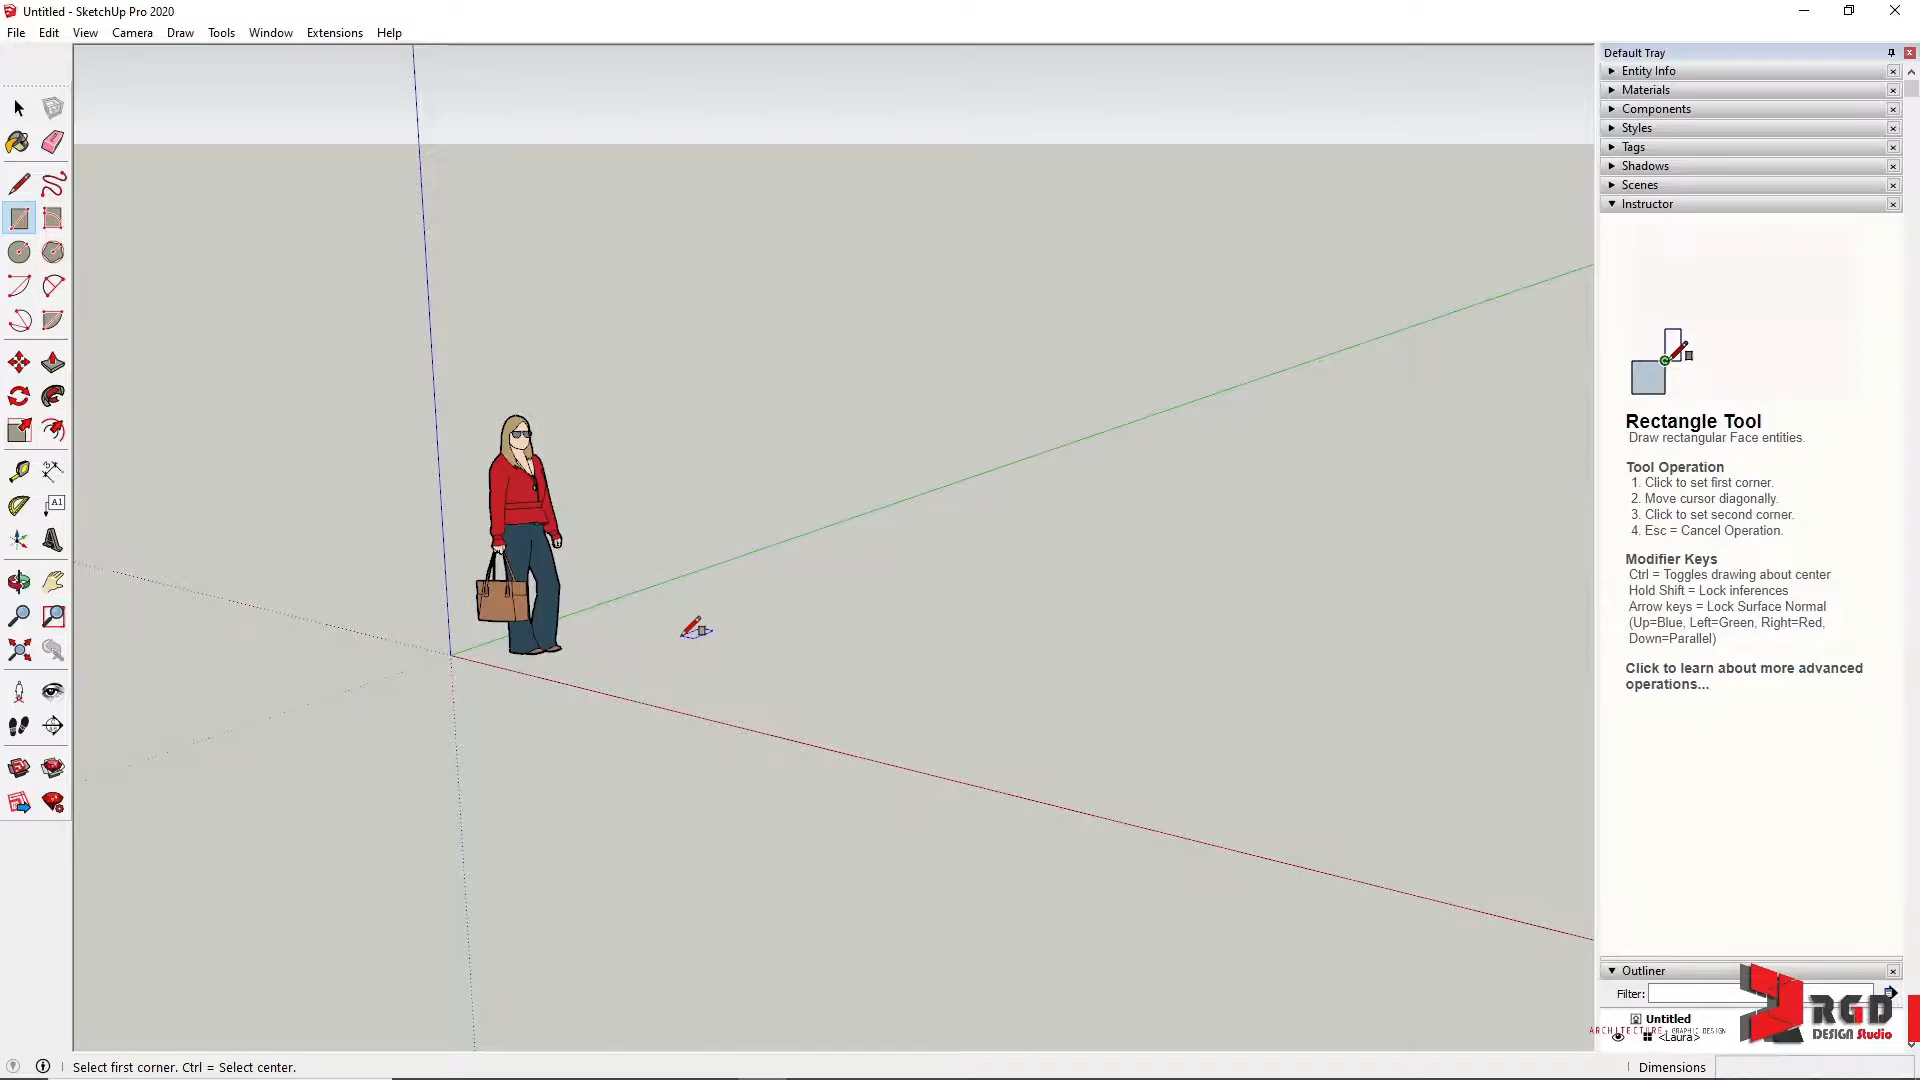 Untitled - SketchUp Pro 2020
File Edit View Camera Draw Tools Window Extensions Help
Default Tray
Entity Info
Materials
Components
Styles
Tags
Shadows
Scenes
Instructor
A1
Rectangle Tool
Draw rectangular Face entities.
Tool Operation
1. Click to set first corner.
2. Move cursor diagonally.
3. Click to set second corner.
4. Esc = Cancel Operation.
Modifier Keys
Ctrl = Toggles drawing about center
Hold Shift = Lock inferences
Arrow keys = Lock Surface Normal
(Up=Blue, Left=Green, Right=Red,
Down=Parallel)
Click to learn about more advanced
operations...
Outliner
Filter:
Untitled
<Laura>
ARCHITECTURE + GRAPHIC DESIGN
RGD
DESIGN Studio
Select first corner. Ctrl = Select center.
Dimensions